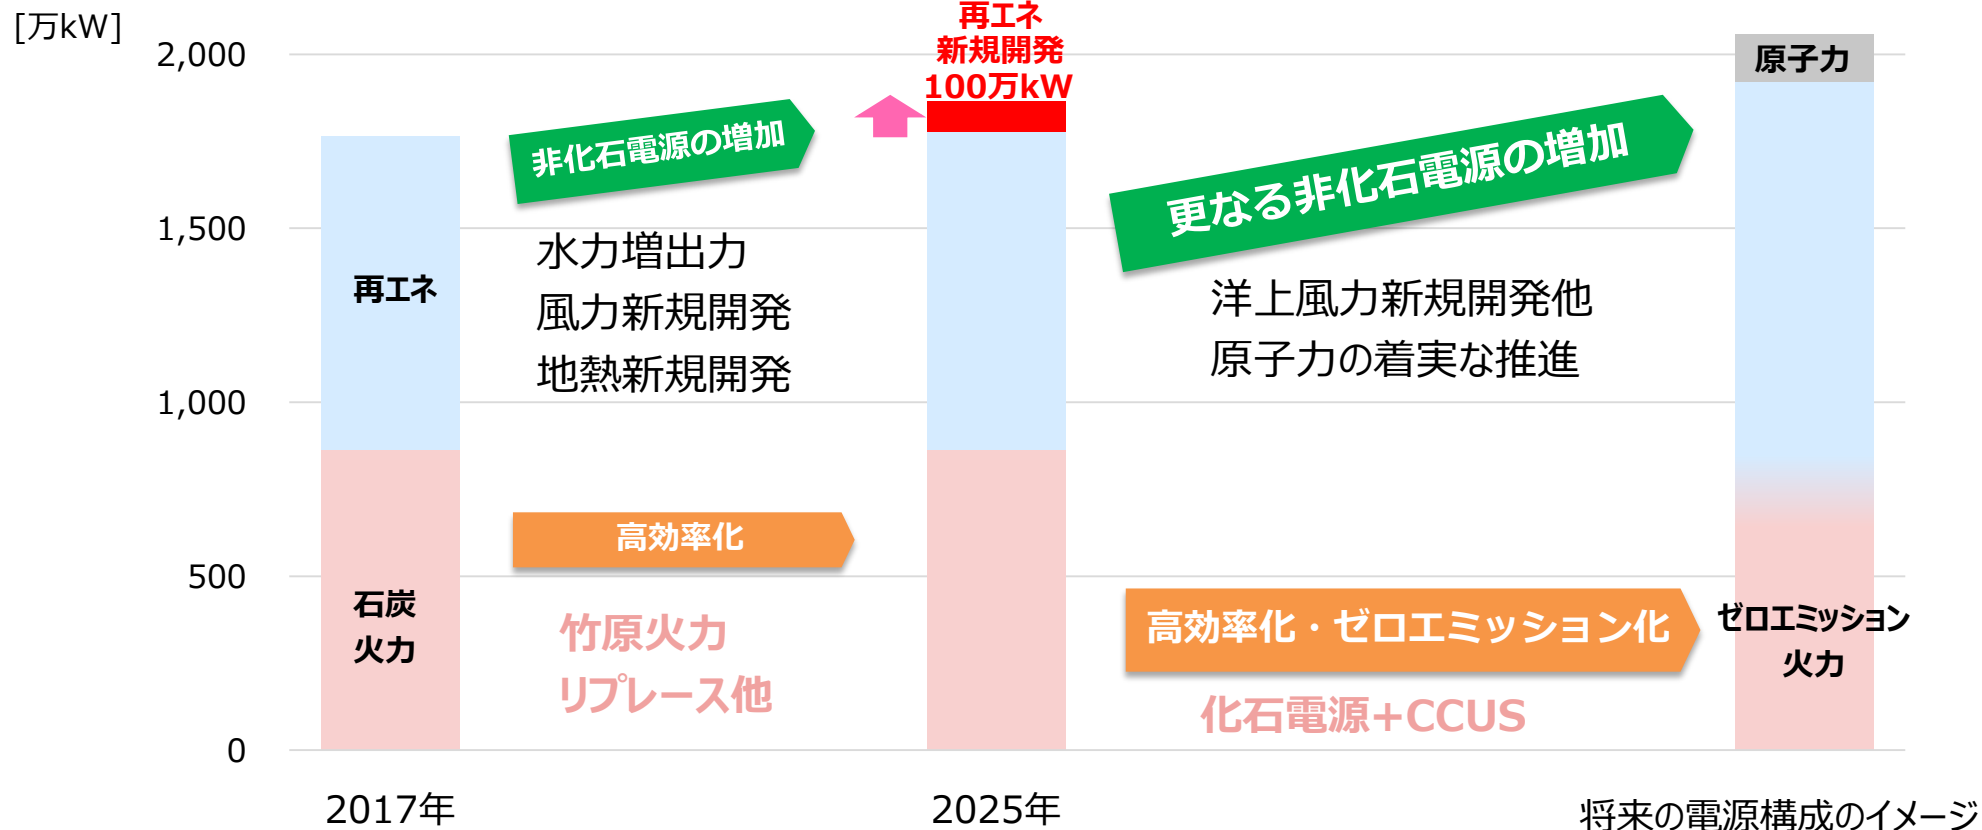 [万kW]
2,000
1,500
1,000
500
0
再エネ
石炭
火力
2017年
非化石電源の増加
水力増出力
風力新規開発
地熱新規開発
高効率化
竹原火力
リプレース他
再エネ
新規開発
100万kW
2025年
更なる非化石電源の増加
洋上風力新規開発他
原子力の着実な推進
高効率化・ゼロエミッション化
化石電源+CCUS
原子力
ゼロエミッション
火力
将来の電源構成のイメージ